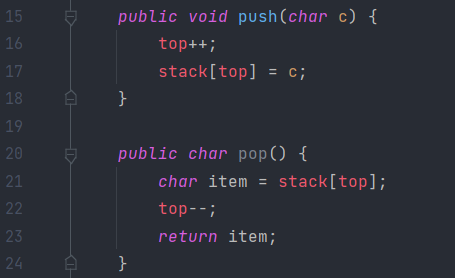 15 public void push(char c) {
16 top++;
17 stack[top] = c;
18 }
19
20 public char pop() {
21 char item = stack[top];
22 top--;
23 return item;
24 }